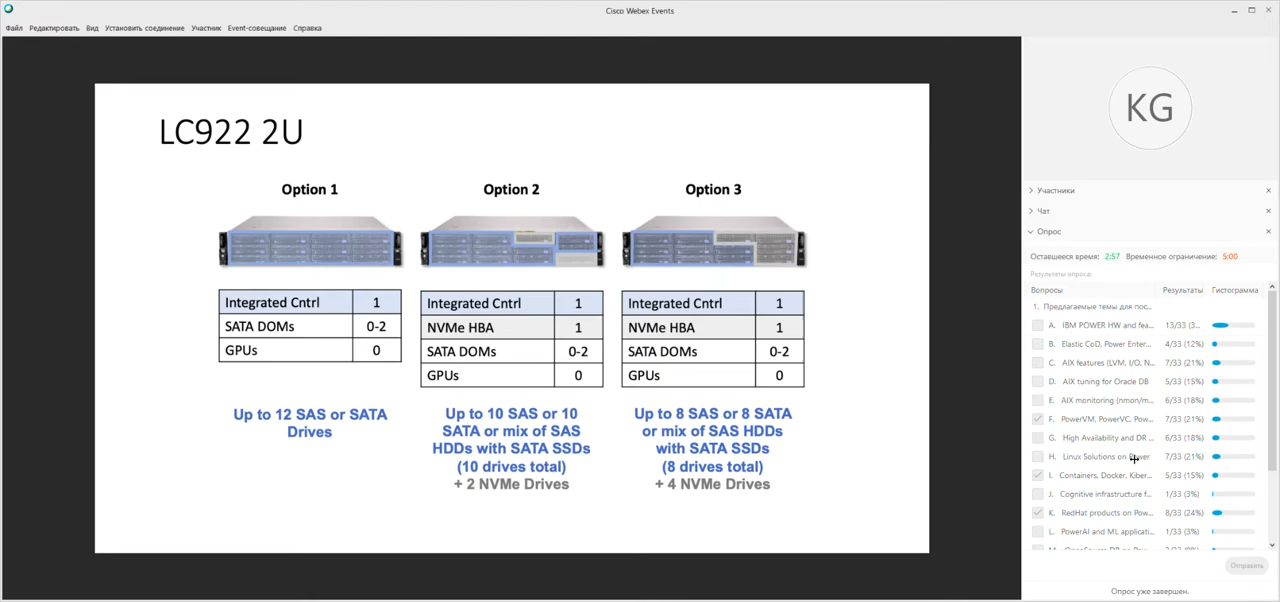 Cisco Webex Events
Файл Редактировать Вид Установить соединение Участник Event-совещание Справка
LC922 2U
Option 1
Integrated Cntrl 1
SATA DOMs 0-2
GPUs 0
Up to 12 SAS or SATA
Drives
Option 2
Integrated Cntrl 1
NVMe HBA 1
SATA DOMs 0-2
GPUs 0
Up to 10 SAS or 10
SATA or mix of SAS
HDDs with SATA SSDs
(10 drives total)
+ 2 NVMe Drives
Option 3
Integrated Cntrl 1
NVMe HBA 1
SATA DOMs 0-2
GPUs 0
Up to 8 SAS or 8 SATA
or mix of SAS HDDs
with SATA SSDs
(8 drives total)
+ 4 NVMe Drives
KG
Участники
Чат
Опрос
Оставшееся время: 2:57 Временное ограничение: 5:00
Результаты опроса:
Вопросы Результаты Гистограмма
1. Предлагаемые темы для пос...
A. IBM POWER HW and fea... 13/33 (3...
B. Elastic CoD, Power Enter... 4/33 (12%)
C. AIX features (LVM, I/O, N... 7/33 (21%)
D. AIX tuning for Oracle DB 5/33 (15%)
E. AIX monitoring (nmon/m... 6/33 (18%)
F. PowerVM, PowerVC, Pow... 7/33 (21%)
G. High Availability and DR ... 6/33 (18%)
H. Linux Solutions on Power 7/33 (21%)
I. Containers, Docker, Kiber... 5/33 (15%)
J. Cognitive infrastructure f... 1/33 (3%)
K. RedHat products on Pow... 8/33 (24%)
L. PowerAI and ML applicati... 1/33 (3%)
Отправить
Опрос уже завершен.